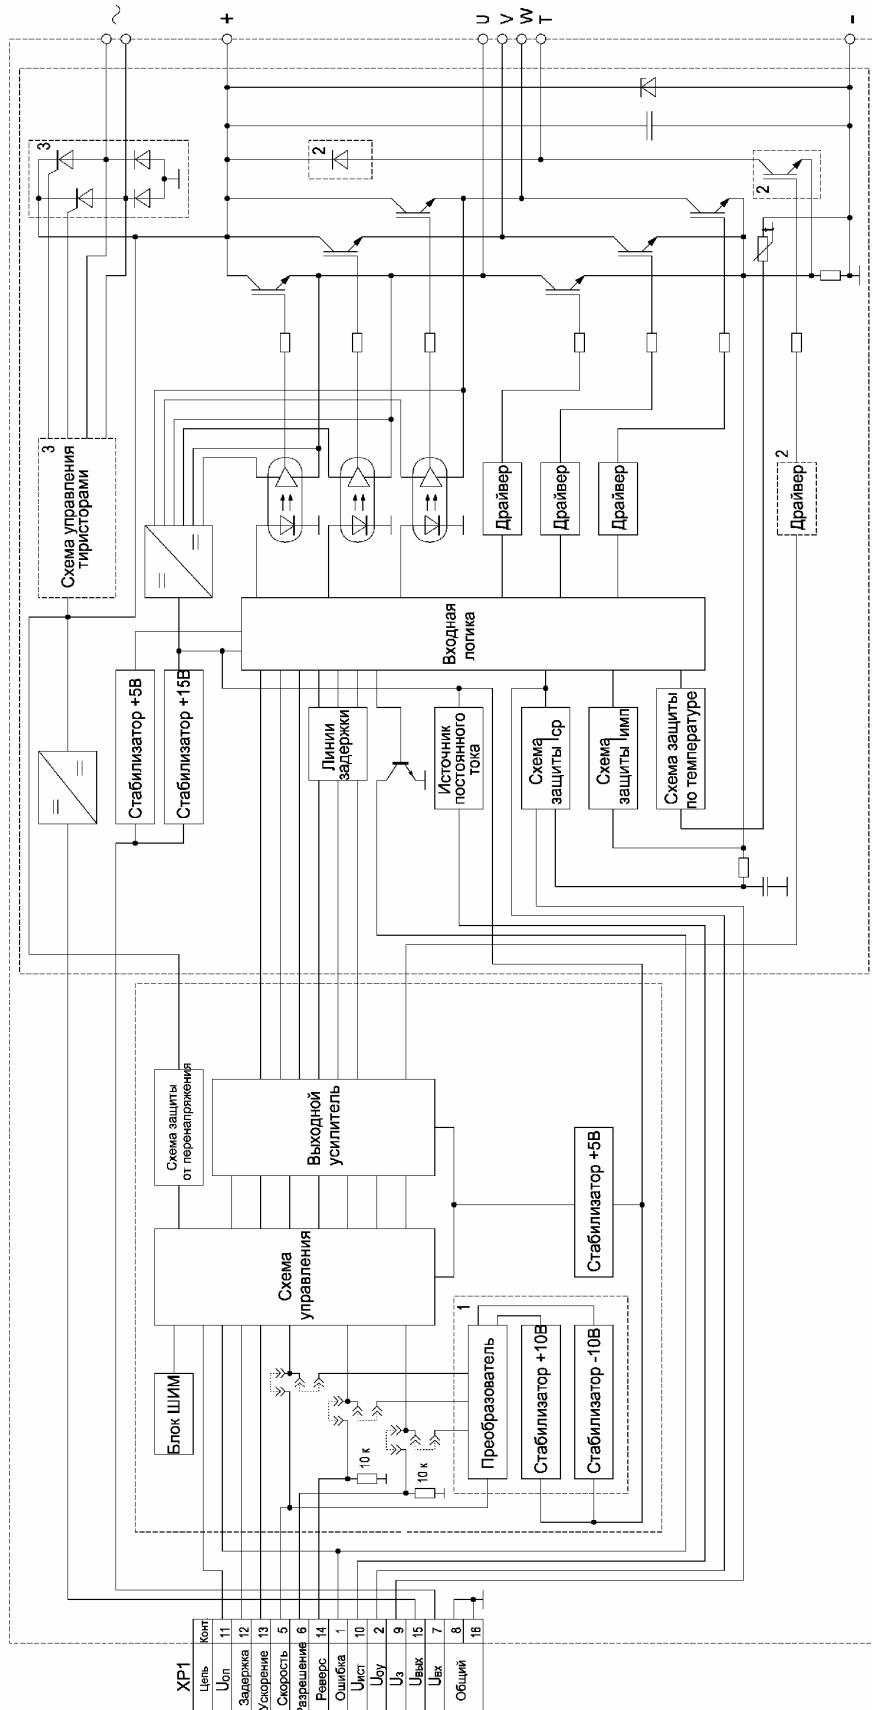 XP1
Цепь Конт.
Uоп 11
Задержка 12
Ускорение 13
Скорость 5
Разрешение 6
Реверс 14
Ошибка 1
Uист 10
Uоу 2
Uз 9
Uвых 15
Uвх 7
Общий 8
16
Блок ШИМ
10 к
10 к
1
Преобразователь
Стабилизатор +10В
Стабилизатор -10В
Схема
управления
Стабилизатор +5В
Схема защиты
от перенапряжения
Выходной
усилитель
=
=
Стабилизатор +5В
Стабилизатор +15В
Линии
задержки
Источник
постоянного
тока
Схема
защиты Iср
Схема
защиты Iимп
Схема защиты
по температуре
Входная
логика
3
Схема управления
тиристорами
=
=
Драйвер
Драйвер
Драйвер
2
Драйвер
3
2
2
t
~
+
U
V
W
T
-